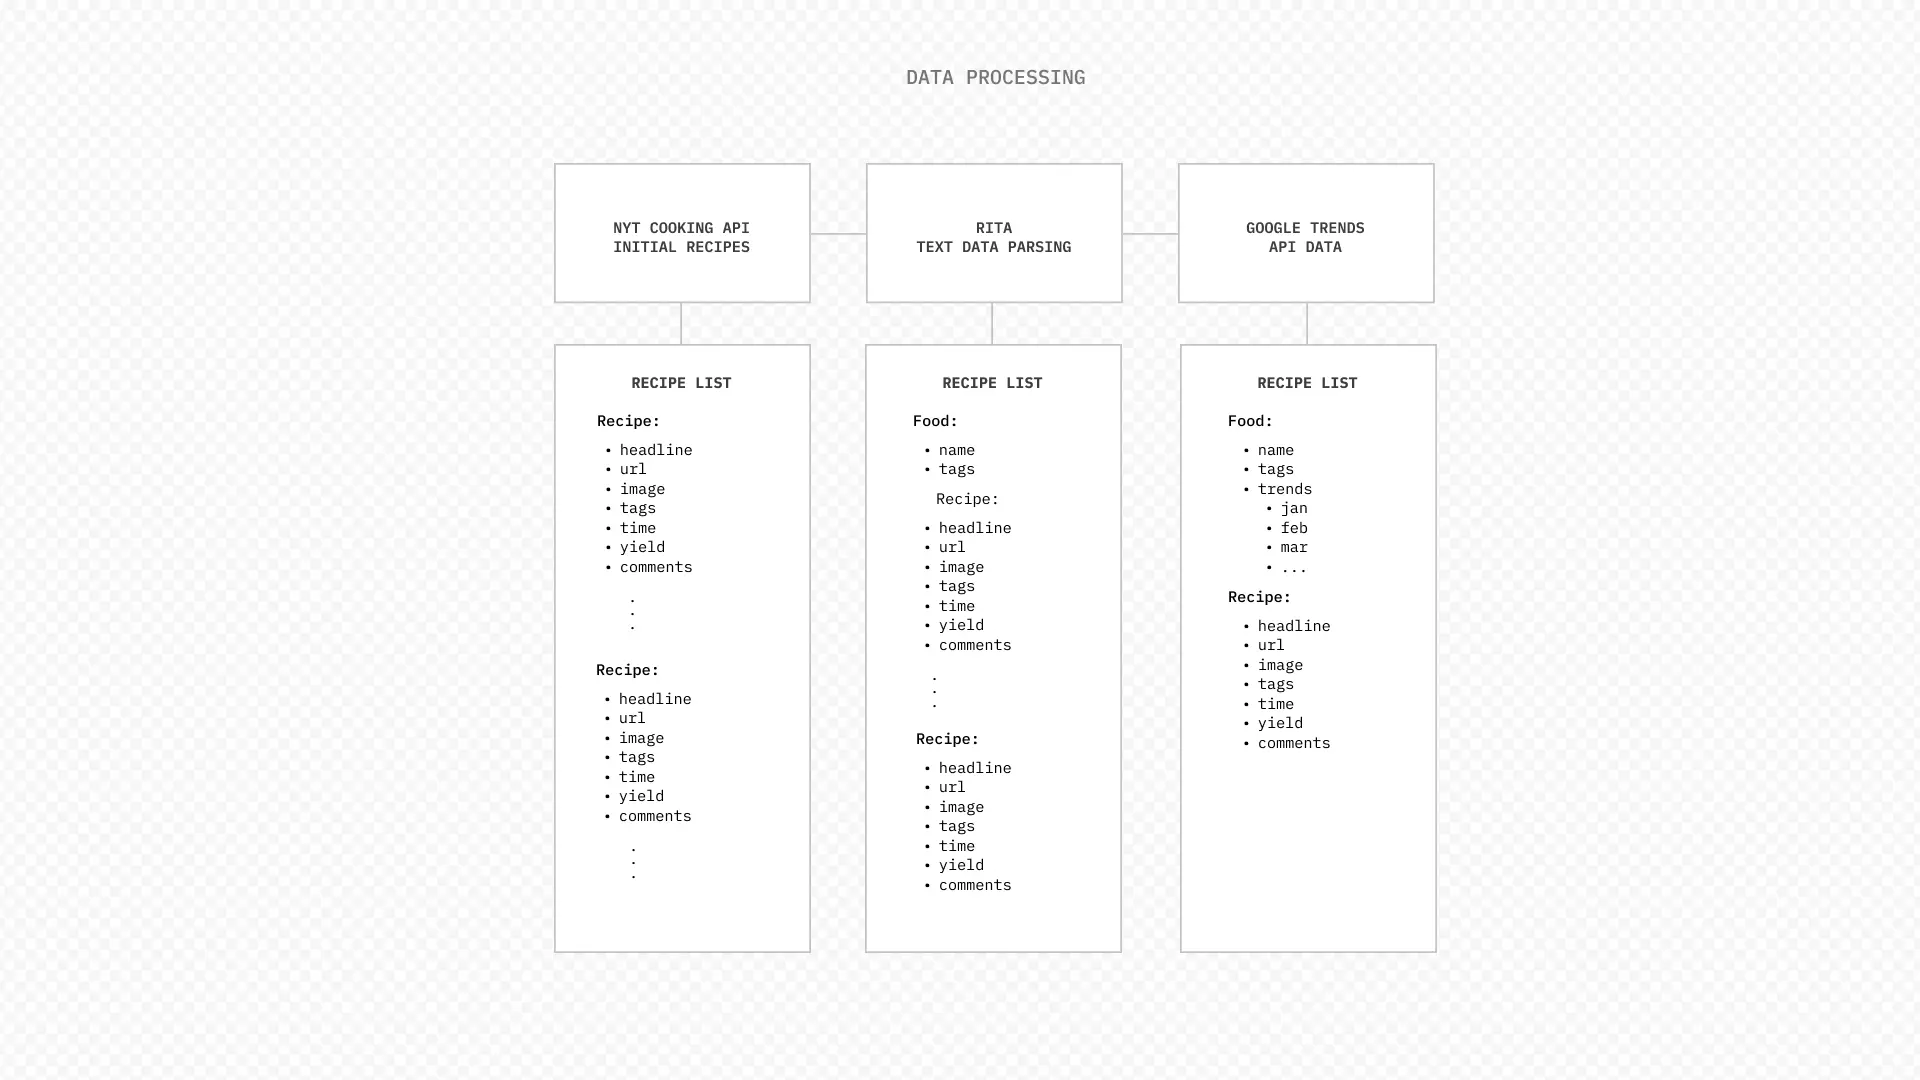 DATA PROCESSING
NYT COOKING API
INITIAL RECIPES
RITA
TEXT DATA PARSING
GOOGLE TRENDS
API DATA
RECIPE LIST
Recipe:
• headline
• url
• image
• tags
• time
• yield
• comments
.
.
.
Recipe:
• headline
• url
• image
• tags
• time
• yield
• comments
.
.
.
RECIPE LIST
Food:
• name
• tags
Recipe:
• headline
• url
• image
• tags
• time
• yield
• comments
.
.
.
Recipe:
• headline
• url
• image
• tags
• time
• yield
• comments
RECIPE LIST
Food:
• name
• tags
• trends
• jan
• feb
• mar
• ...
Recipe:
• headline
• url
• image
• tags
• time
• yield
• comments